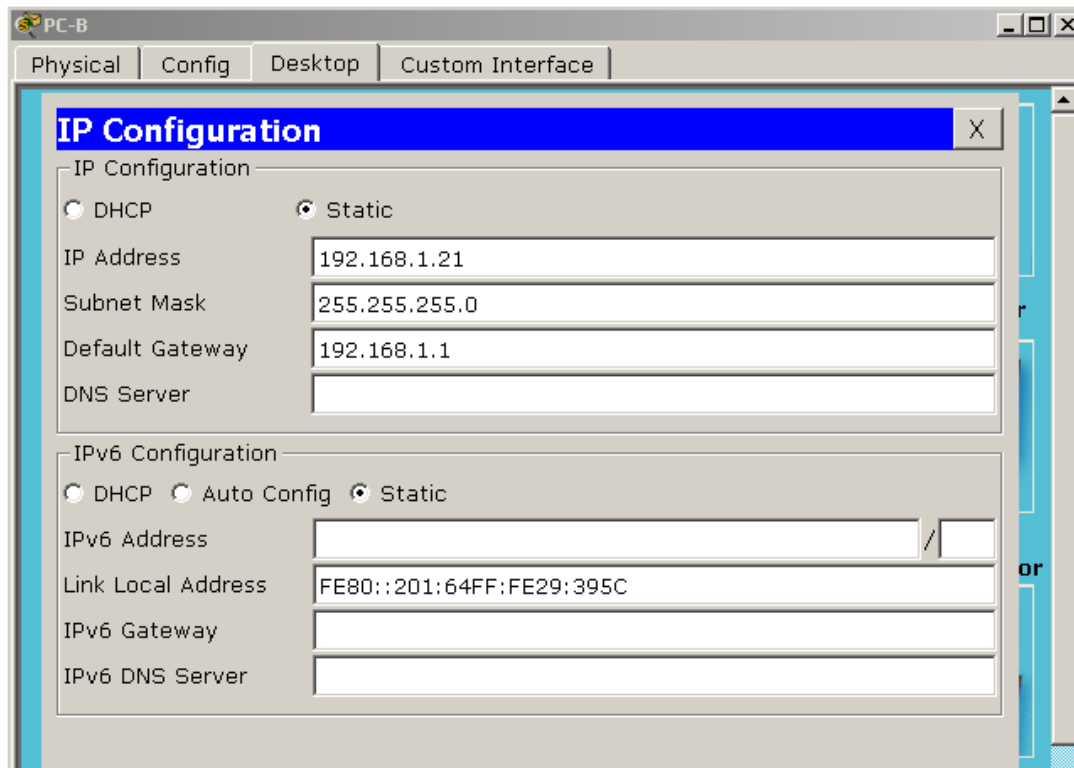 PC-B
Physical Config Desktop Custom Interface
IP Configuration X
IP Configuration
DHCP Static
IP Address 192.168.1.21
Subnet Mask 255.255.255.0
r
Default Gateway 192.168.1.1
DNS Server
IPv6 Configuration
DHCP Auto Config Static
IPv6 Address /
or
Link Local Address FE80::201:64FF:FE29:395C
IPv6 Gateway
IPv6 DNS Server